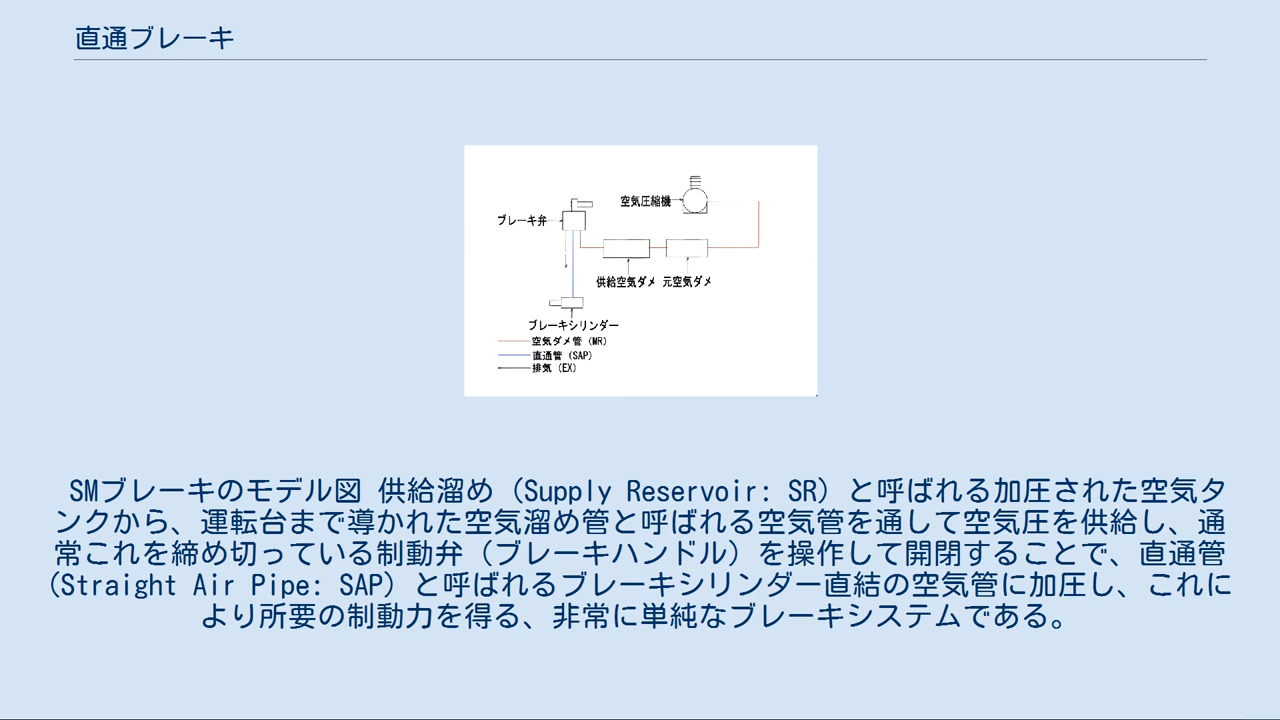 直通ブレーキ
空気圧縮機
ブレーキ弁
供給空気ダメ 元空気ダメ
ブレーキシリンダー
空気ダメ管 (MR)
直通管 (SAP)
排気 (EX)
SMブレーキのモデル図 供給溜め（Supply Reservoir: SR）と呼ばれる加圧された空気タ
ンクから、運転台まで導かれた空気溜め管と呼ばれる空気管を通して空気圧を供給し、通
常これを締め切っている制動弁（ブレーキハンドル）を操作して開閉することで、直通管
(Straight Air Pipe: SAP）と呼ばれるブレーキシリンダー直結の空気管に加圧し、これに
より所要の制動力を得る、非常に単純なブレーキシステムである。